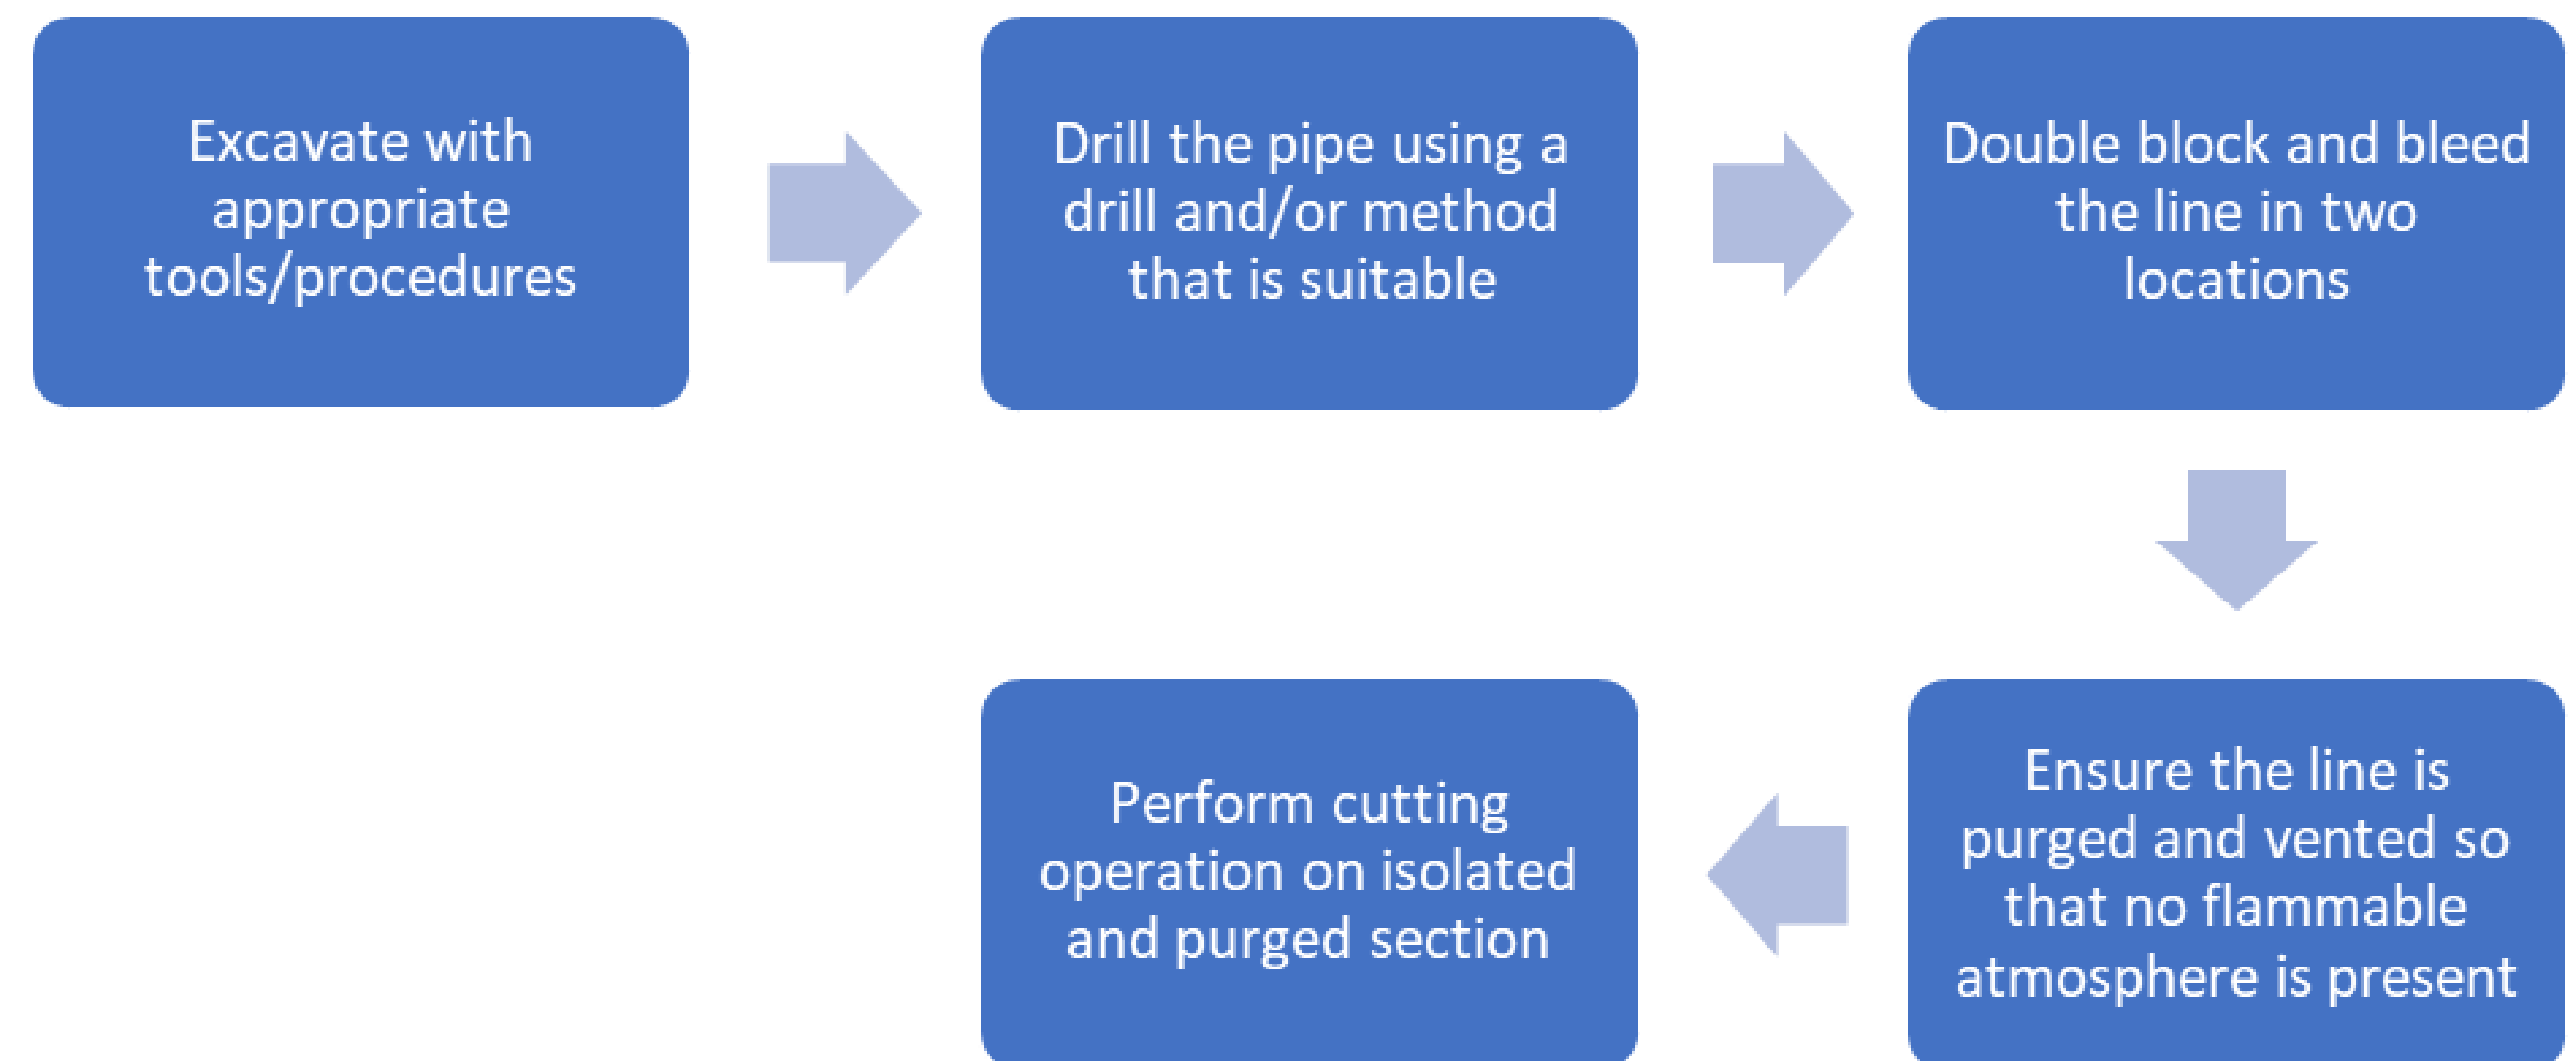 Excavate with
appropriate
tools/procedures
Drill the pipe using a
drill and/or method
that is suitable
Double block and bleed
the line in two
locations
Ensure the line is
purged and vented so
that no flammable
atmosphere is present
Perform cutting
operation on isolated
and purged section